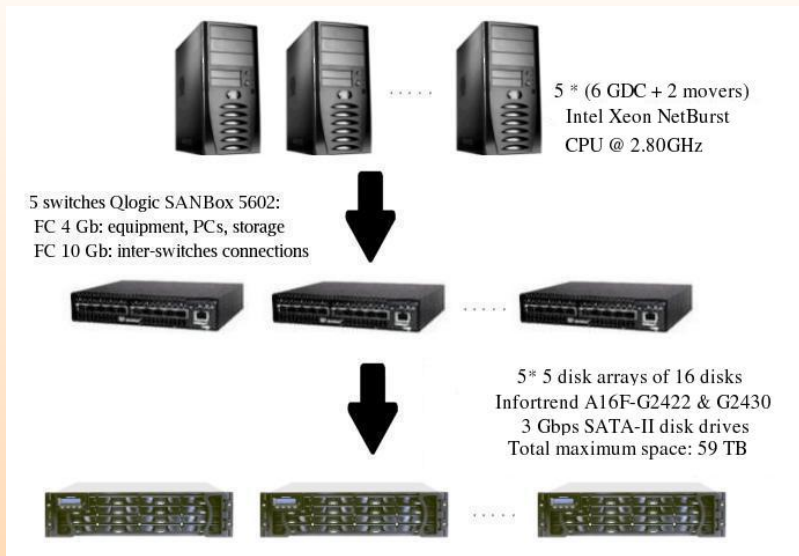 5 * (6 GDC + 2 movers)
Intel Xeon NetBurst
CPU @ 2.80GHz
5 switches Qlogic SANBox 5602:
FC 4 Gb: equipment, PCs, storage
FC 10 Gb: inter-switches connections
5* 5 disk arrays of 16 disks
Infortrend A16F-G2422 & G2430
3 Gbps SATA-II disk drives
Total maximum space: 59 TB